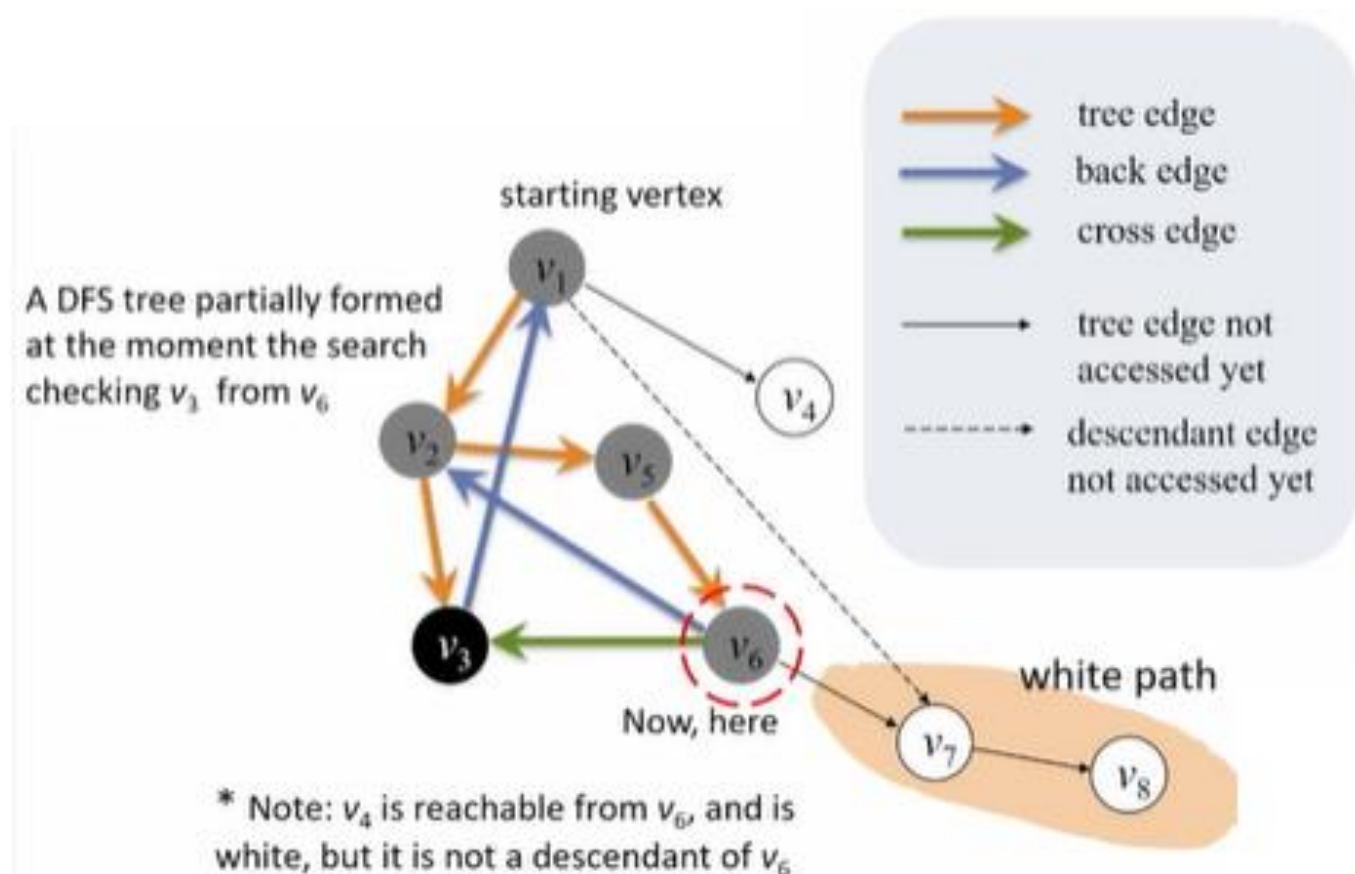 tree edge
back edge
cross edge
tree edge not
accessed yet
descendant edge
not accessed yet
starting vertex
A DFS tree partially formed
at the moment the search
checking v₃ from v₆
v₁
v₄
v₂
v₅
v₃
v₆
Now, here
white path
v₇
v₈
* Note: v₄ is reachable from v₆, and is
white, but it is not a descendant of v₆